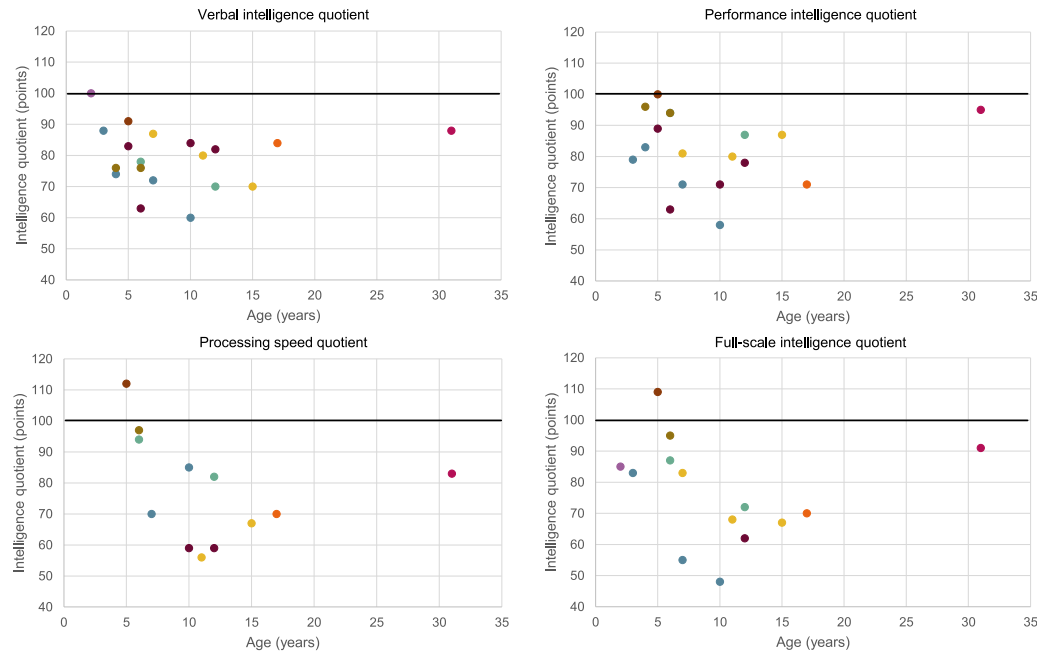 Verbal intelligence quotient
Intelligence quotient (points)
120
110
100
90
80
70
60
50
40
0 5 10 15 20 25 30 35
Age (years)
Performance intelligence quotient
Intelligence quotient (points)
120
110
100
90
80
70
60
50
40
0 5 10 15 20 25 30 35
Age (years)
Processing speed quotient
Intelligence quotient (points)
120
110
100
90
80
70
60
50
40
0 5 10 15 20 25 30 35
Age (years)
Full-scale intelligence quotient
Intelligence quotient (points)
120
110
100
90
80
70
60
50
40
0 5 10 15 20 25 30 35
Age (years)